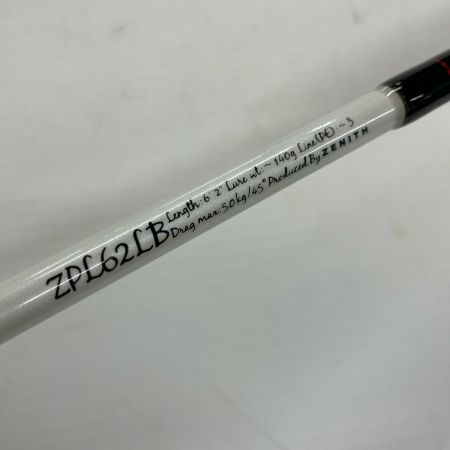 ZPL62LB
Length:6'2" Lure wt:~140g Line(PE):~3
Drag max:5.0kg/45° Produced By ZENITH